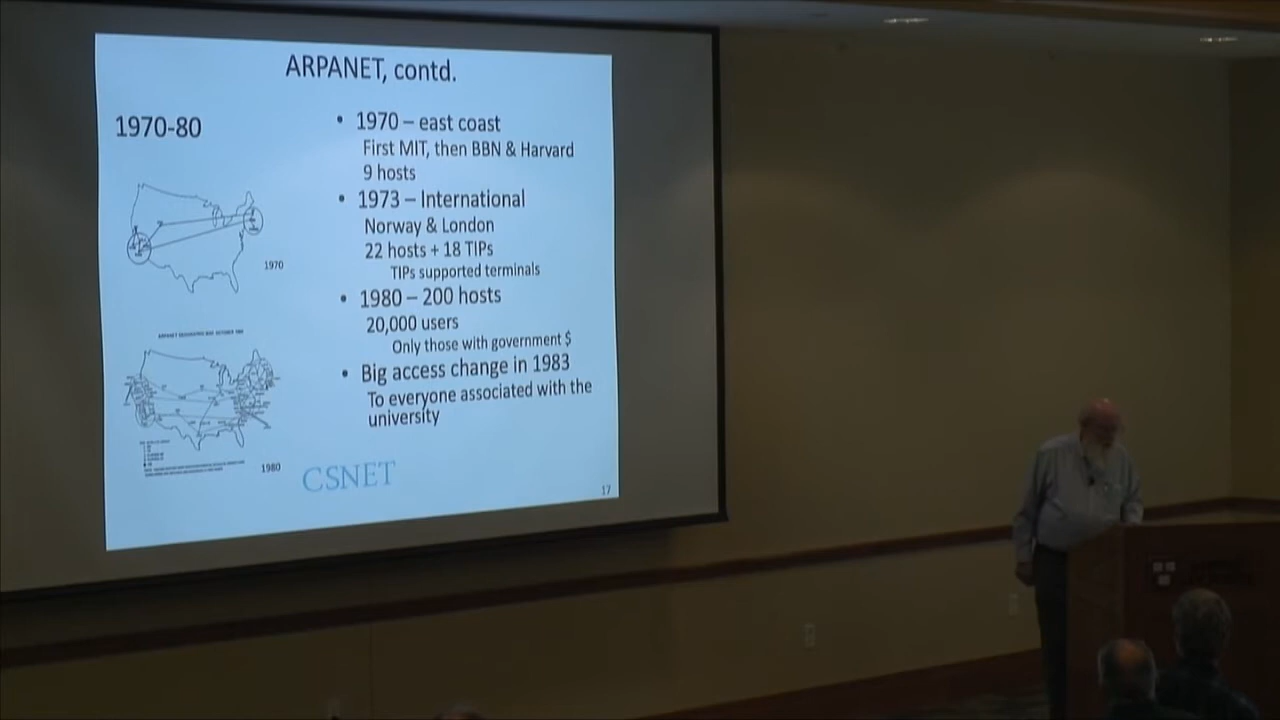 ARPANET, contd.
1970-80
• 1970 – east coast
First MIT, then BBN & Harvard
9 hosts
• 1973 – International
Norway & London
22 hosts + 18 TIPs
TIPs supported terminals
• 1980 – 200 hosts
20,000 users
Only those with government $
• Big access change in 1983
To everyone associated with the
university
1970
1980
CSNET
17